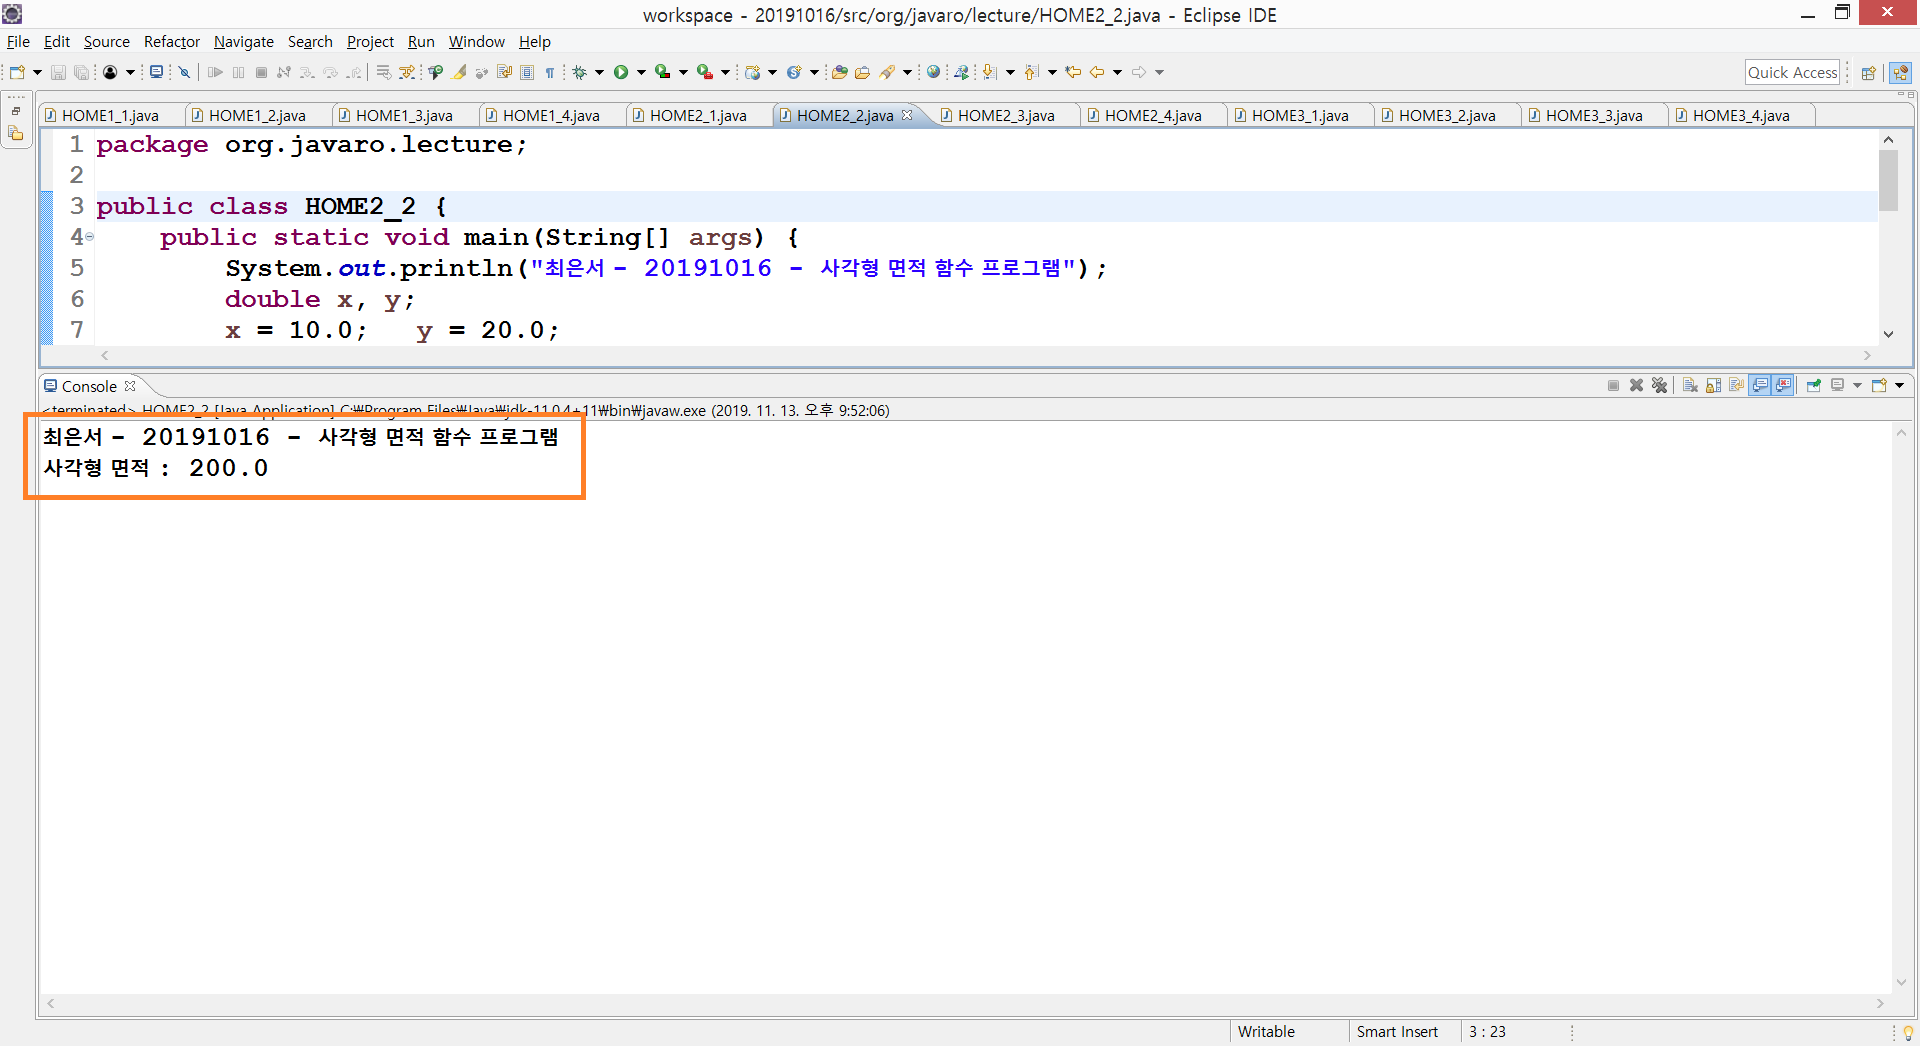 workspace - 20191016/src/org/javaro/lecture/HOME2_2.java - Eclipse IDE
File Edit Source Refactor Navigate Search Project Run Window Help
Quick Access
HOME1_1.java HOME1_2.java HOME1_3.java HOME1_4.java HOME2_1.java HOME2_2.java HOME2_3.java HOME2_4.java HOME3_1.java HOME3_2.java HOME3_3.java HOME3_4.java
1 package org.javaro.lecture;
2
3 public class HOME2_2 {
4 public static void main(String[] args) {
5 System.out.println("최은서 - 20191016 - 사각형 면적 함수 프로그램");
6 double x, y;
7 x = 10.0; y = 20.0;
Console
<terminated> HOME2_2 [Java Application] C:₩Program Files₩Java₩jdk-11.0.4+11₩bin₩javaw.exe (2019. 11. 13. 오후 9:52:06)
최은서 - 20191016 - 사각형 면적 함수 프로그램
사각형 면적 : 200.0
Writable Smart Insert 3 : 23